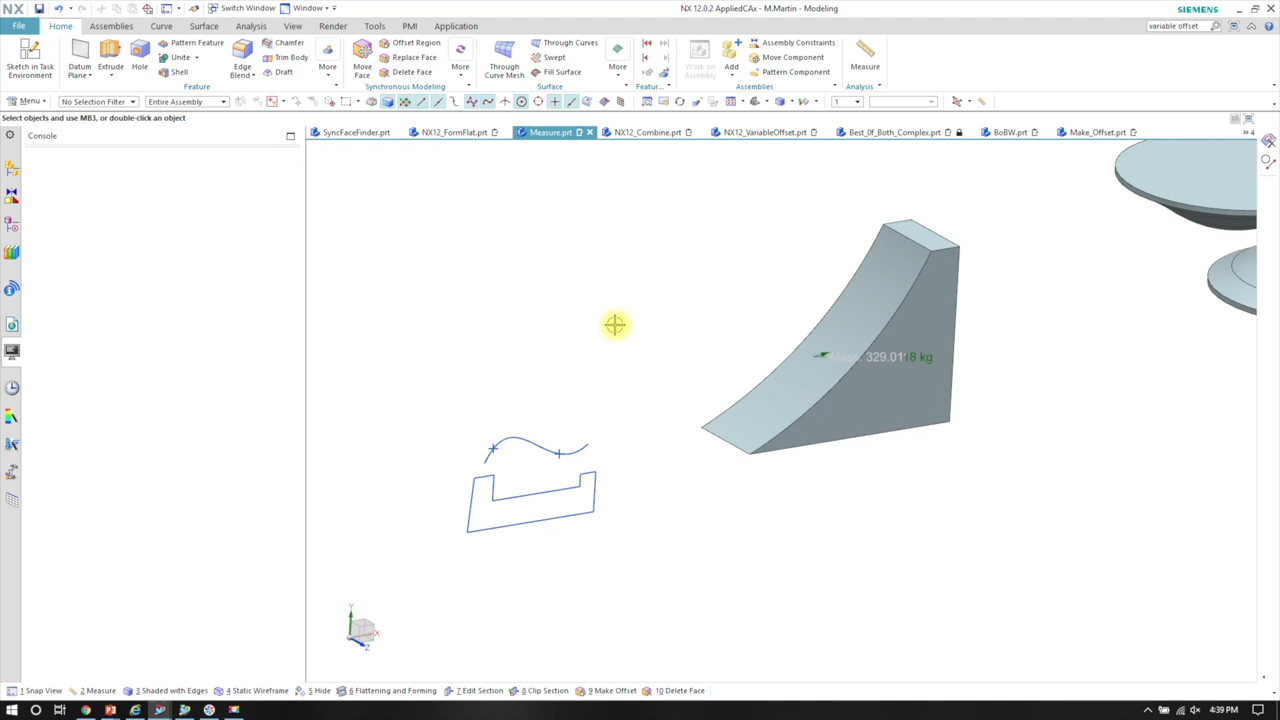 NX
Switch Window
Window
NX 12.0.2 AppliedCAx - M.Martin - Modeling
SIEMENS
File
Home
Assemblies
Curve
Surface
Analysis
View
Render
Tools
PMI
Application
variable offset
Sketch in Task Environment
Datum Plane
Extrude
Hole
Pattern Feature
Unite
Shell
Edge Blend
Chamfer
Trim Body
Draft
More
Move Face
Offset Region
Replace Face
Delete Face
More
Through Curve Mesh
Through Curves
Swept
Fill Surface
More
Work on Assembly
Add
Assembly Constraints
Move Component
Pattern Component
Measure
Feature
Synchronous Modeling
Surface
Featur...
Assemblies
Analysis
Menu
No Selection Filter
Entire Assembly
1
Select objects and use MB3, or double-click an object
Console
SyncFaceFinder.prt
NX12_FormFlat.prt
Measure.prt
NX12_Combine.prt
NX12_VariableOffset.prt
Best_Of_Both_Complex.prt
BoBW.prt
Make_Offset.prt
4
Mass: 329.0118 kg
Y
X
Z
1 Snap View
2 Measure
3 Shaded with Edges
4 Static Wireframe
5 Hide
6 Flattening and Forming
7 Edit Section
8 Clip Section
9 Make Offset
10 Delete Face
4:39 PM